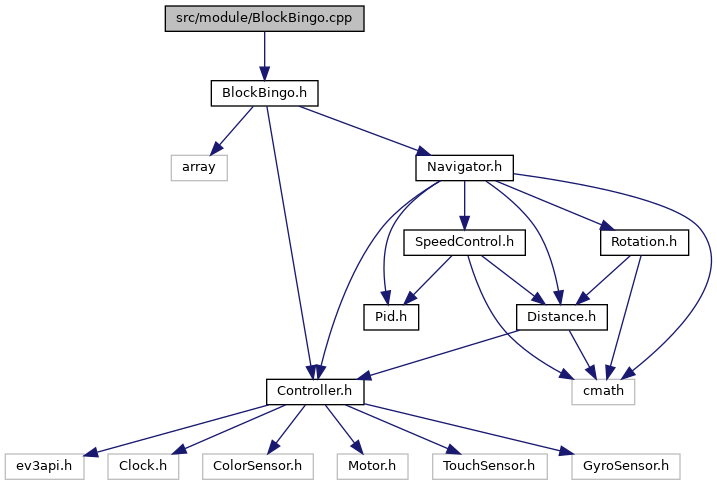 src/module/BlockBingo.cpp
BlockBingo.h
array
Navigator.h
SpeedControl.h
Rotation.h
Pid.h
Distance.h
Controller.h
cmath
ev3api.h
Clock.h
ColorSensor.h
Motor.h
TouchSensor.h
GyroSensor.h